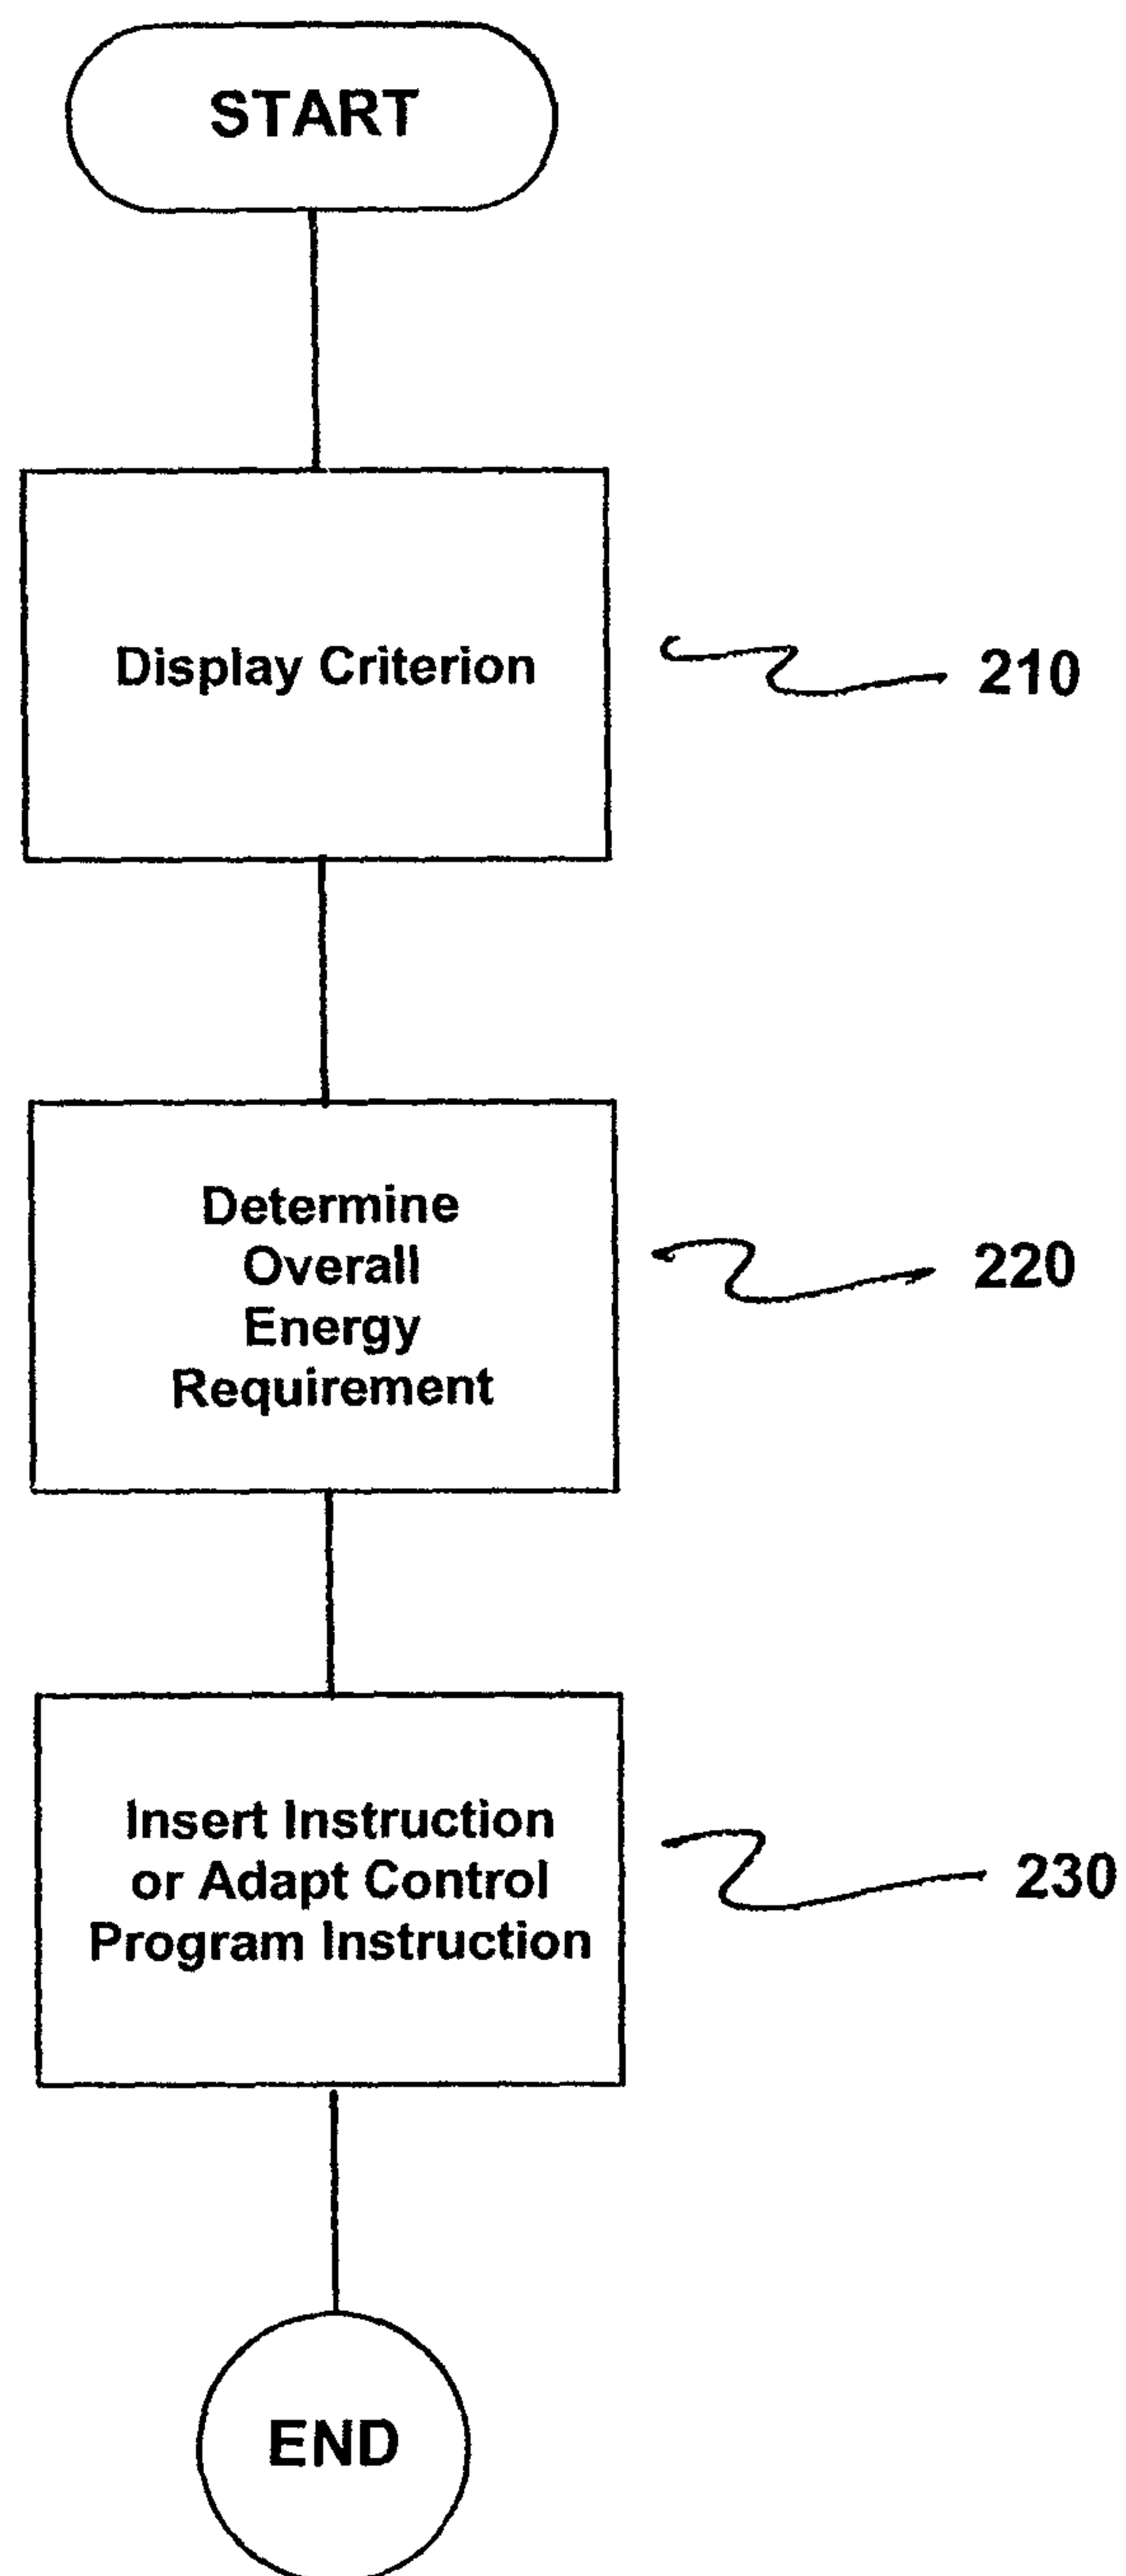 START
Display Criterion
210
Determine
Overall
Energy
Requirement
220
Insert Instruction
or Adapt Control
Program Instruction
230
END